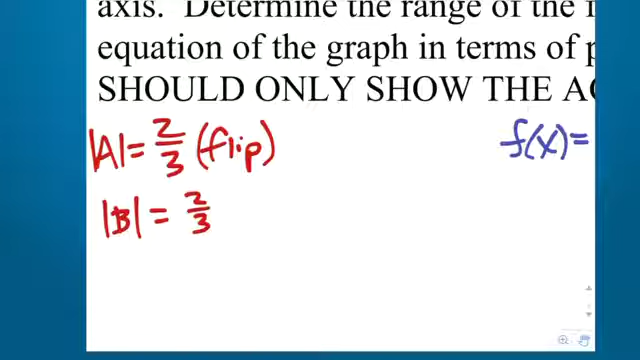 axis. Determine the range of the f
equation of the graph in terms of p
SHOULD ONLY SHOW THE A
|A| = 2/3 (flip)
f(x) =
|B| = 2/3